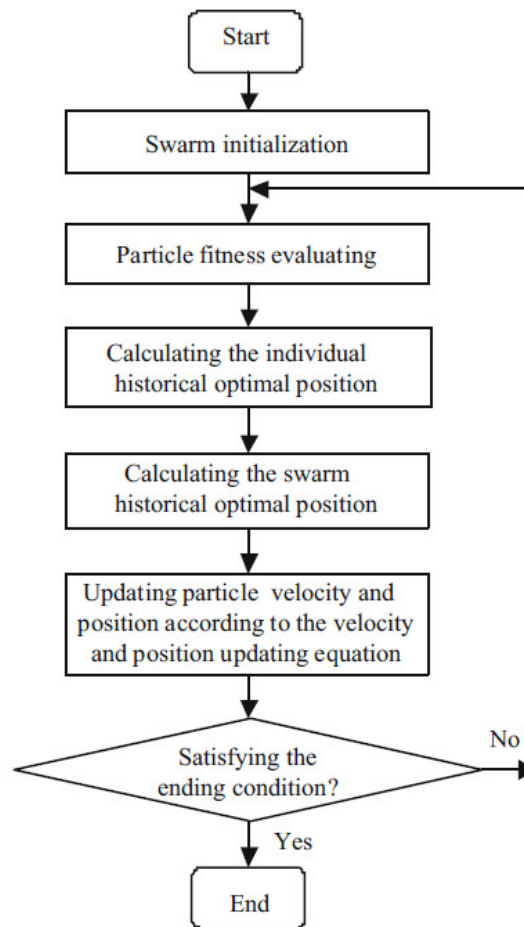 Start
Swarm initialization
Particle fitness evaluating
Calculating the individual
historical optimal position
Calculating the swarm
historical optimal position
Updating particle velocity and
position according to the velocity
and position updating equation
Satisfying the
ending condition?
No
Yes
End